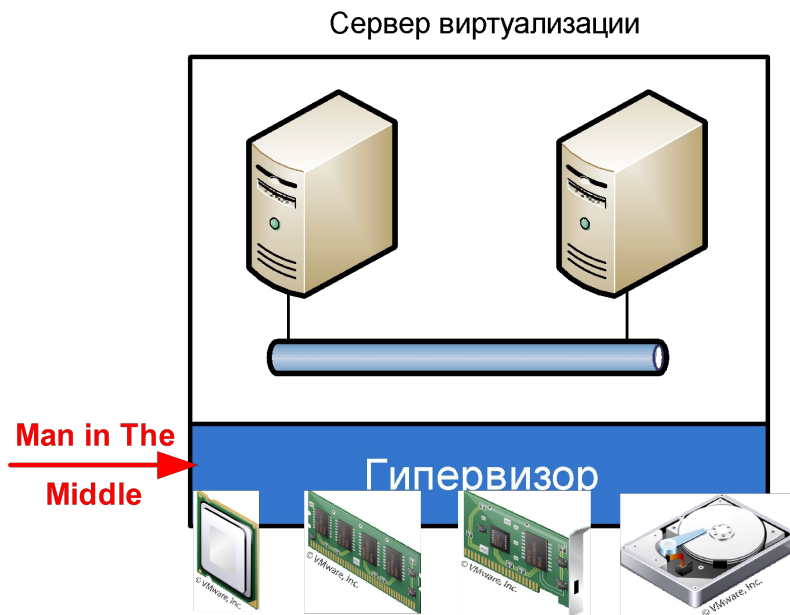 Сервер виртуализации
Man in The
Middle
Гипервизор
© VMware, Inc.
© VMware, Inc.
© VMware, Inc.
© VMware, Inc.